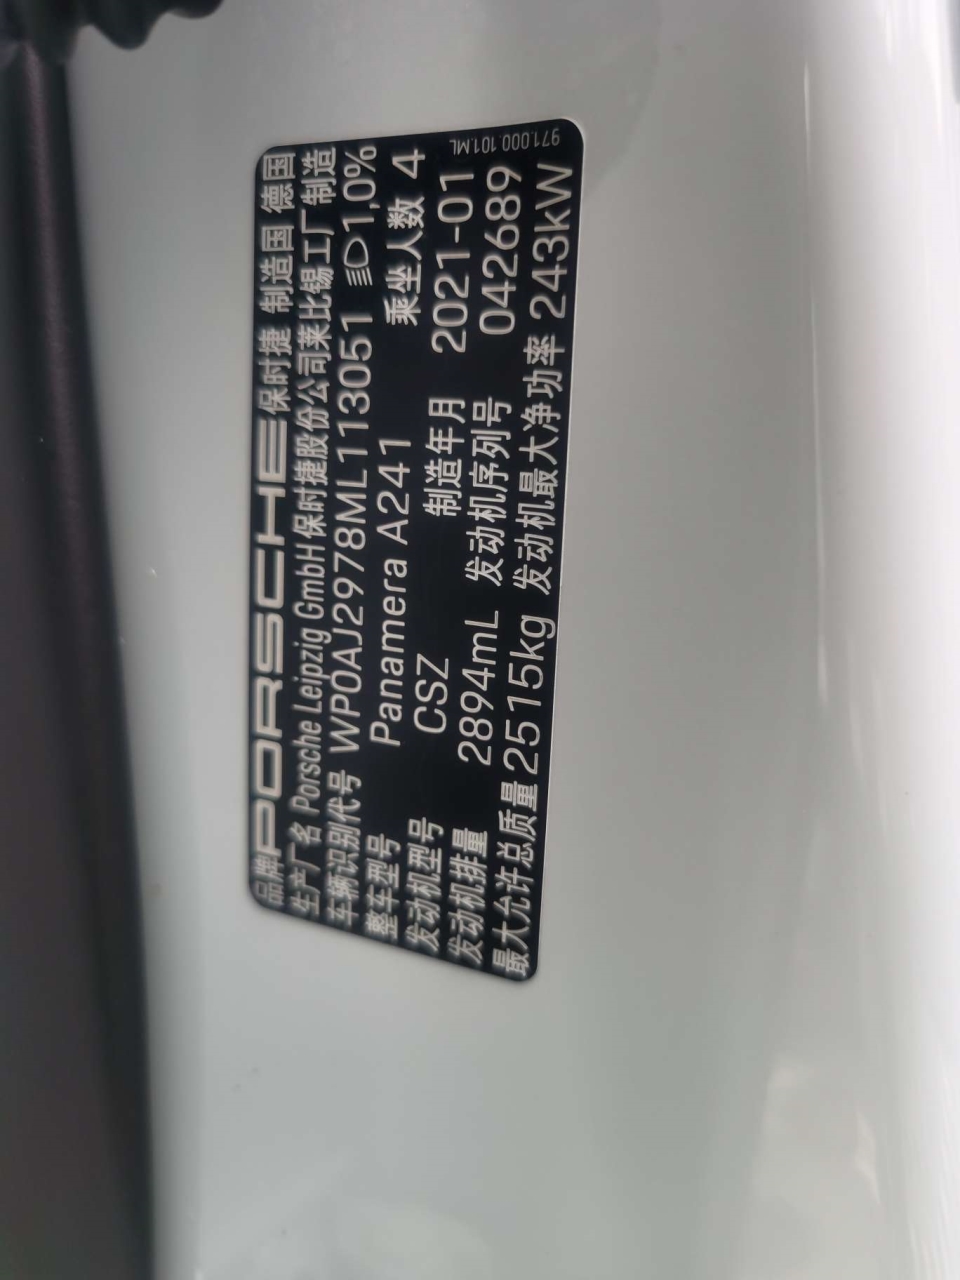 品牌 PORSCHE 保时捷 制造国 德国
生产厂名 Porsche Leipzig GmbH 保时捷股份公司莱比锡工厂制造
车辆识别代号 WP0AJ2978ML113051 1,0%
整车型号 Panamera A241 乘坐人数 4
发动机型号 CSZ 制造年月 2021-01
发动机排量 2894mL 发动机序列号 042689
最大允许总质量 2515kg 发动机最大净功率 243kW
971.000.101.ML